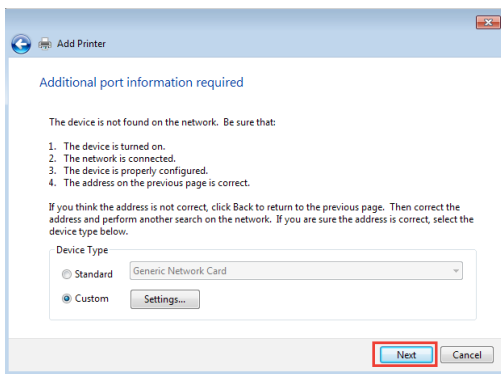 Add Printer
Additional port information required
The device is not found on the network. Be sure that:
1. The device is turned on.
2. The network is connected.
3. The device is properly configured.
4. The address on the previous page is correct.
If you think the address is not correct, click Back to return to the previous page. Then correct the
address and perform another search on the network. If you are sure the address is correct, select the
device type below.
Device Type
Standard Generic Network Card
Custom Settings...
Next Cancel